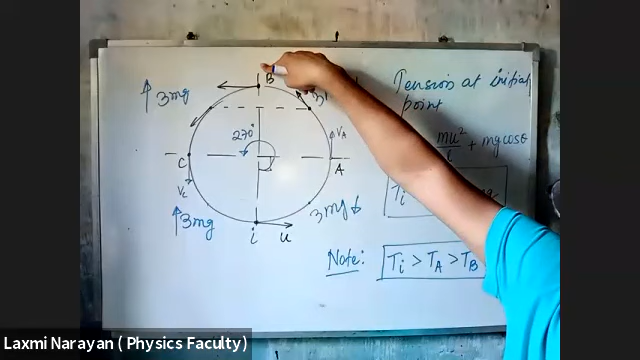 B
↑ 3mg
Tension at initial
point
270°
V_A
mu²/l + mg cosθ
C
A
V_C
T_i
↑ 3mg
3mg ↓
i
u
Note:
T_i > T_A > T_B
Laxmi Narayan ( Physics Faculty)